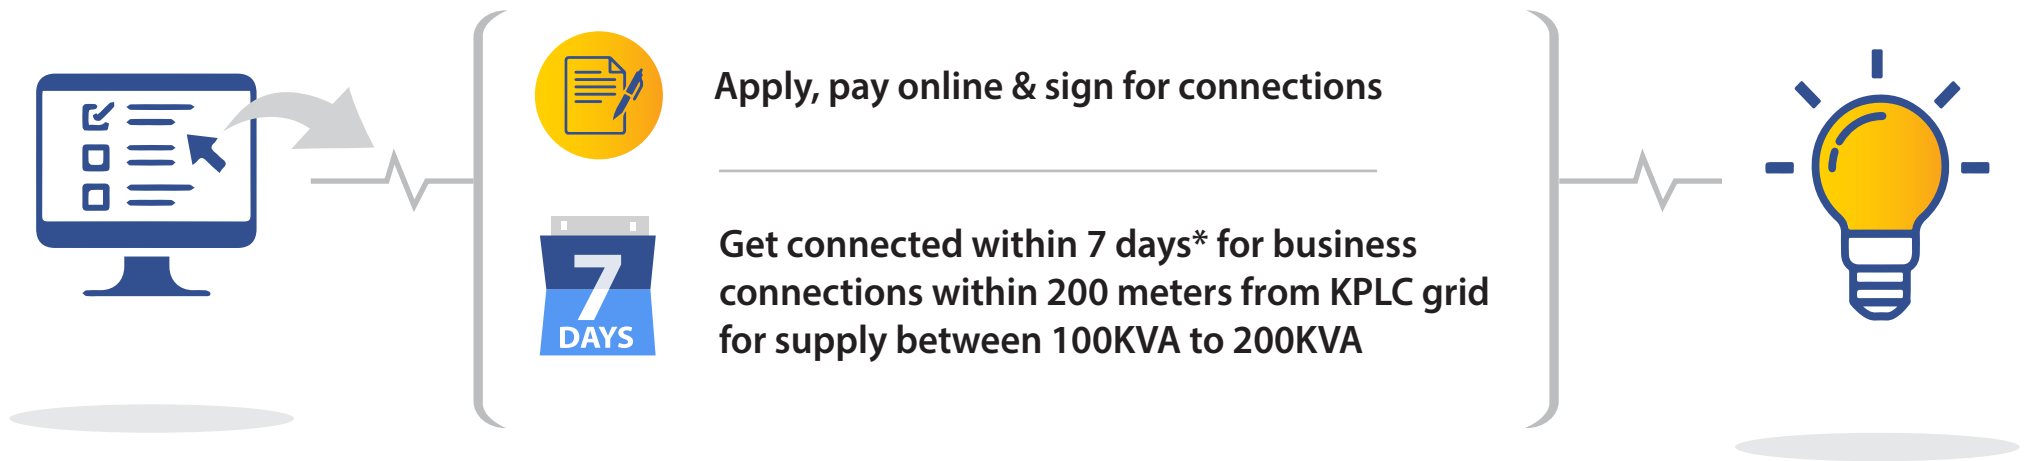 Apply, pay online & sign for connections
7
DAYS
Get connected within 7 days* for business
connections within 200 meters from KPLC grid
for supply between 100KVA to 200KVA